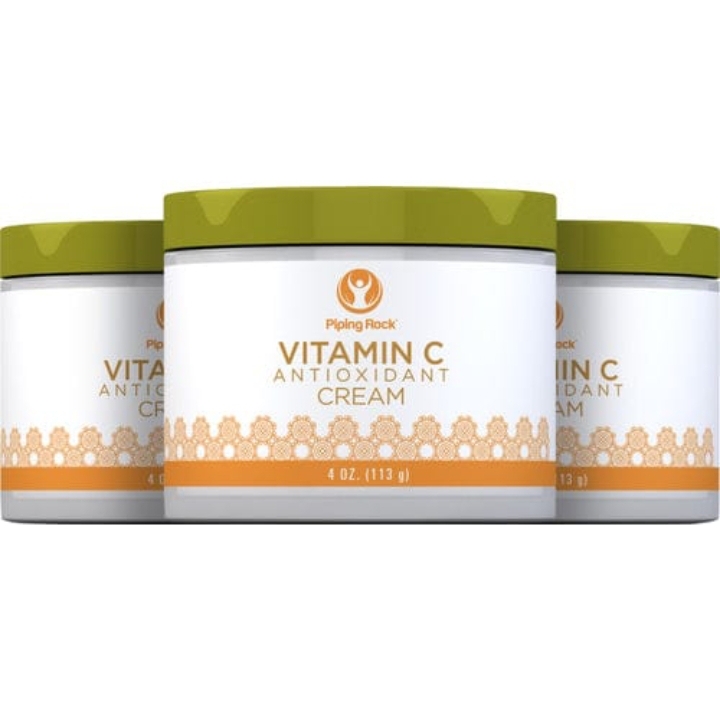 Piping Rock
VITAMIN C
ANTIOXIDANT
CREAM
4 OZ. (113 g)